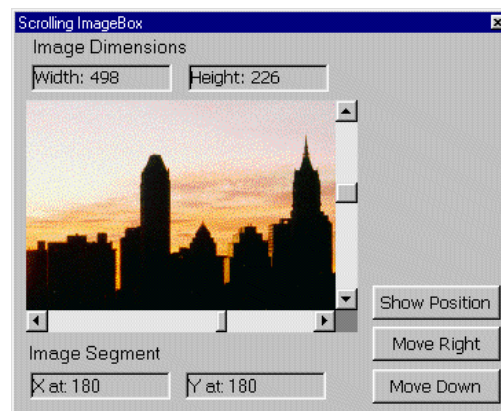 Scrolling ImageBox
Image Dimensions
Width: 498
Height: 226
Show Position
Move Right
Image Segment
X at: 180
Y at: 180
Move Down